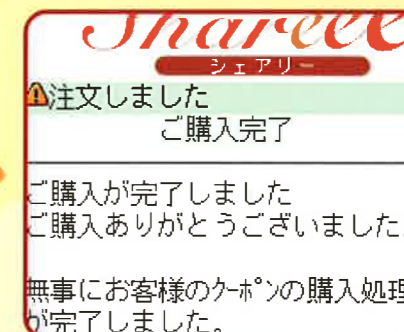 Shareee
シェアリー
注文しました
ご購入完了
ご購入が完了しました
ご購入ありがとうございました
無事にお客様のｸｰﾎﾟﾝの購入処理
が完了しました。